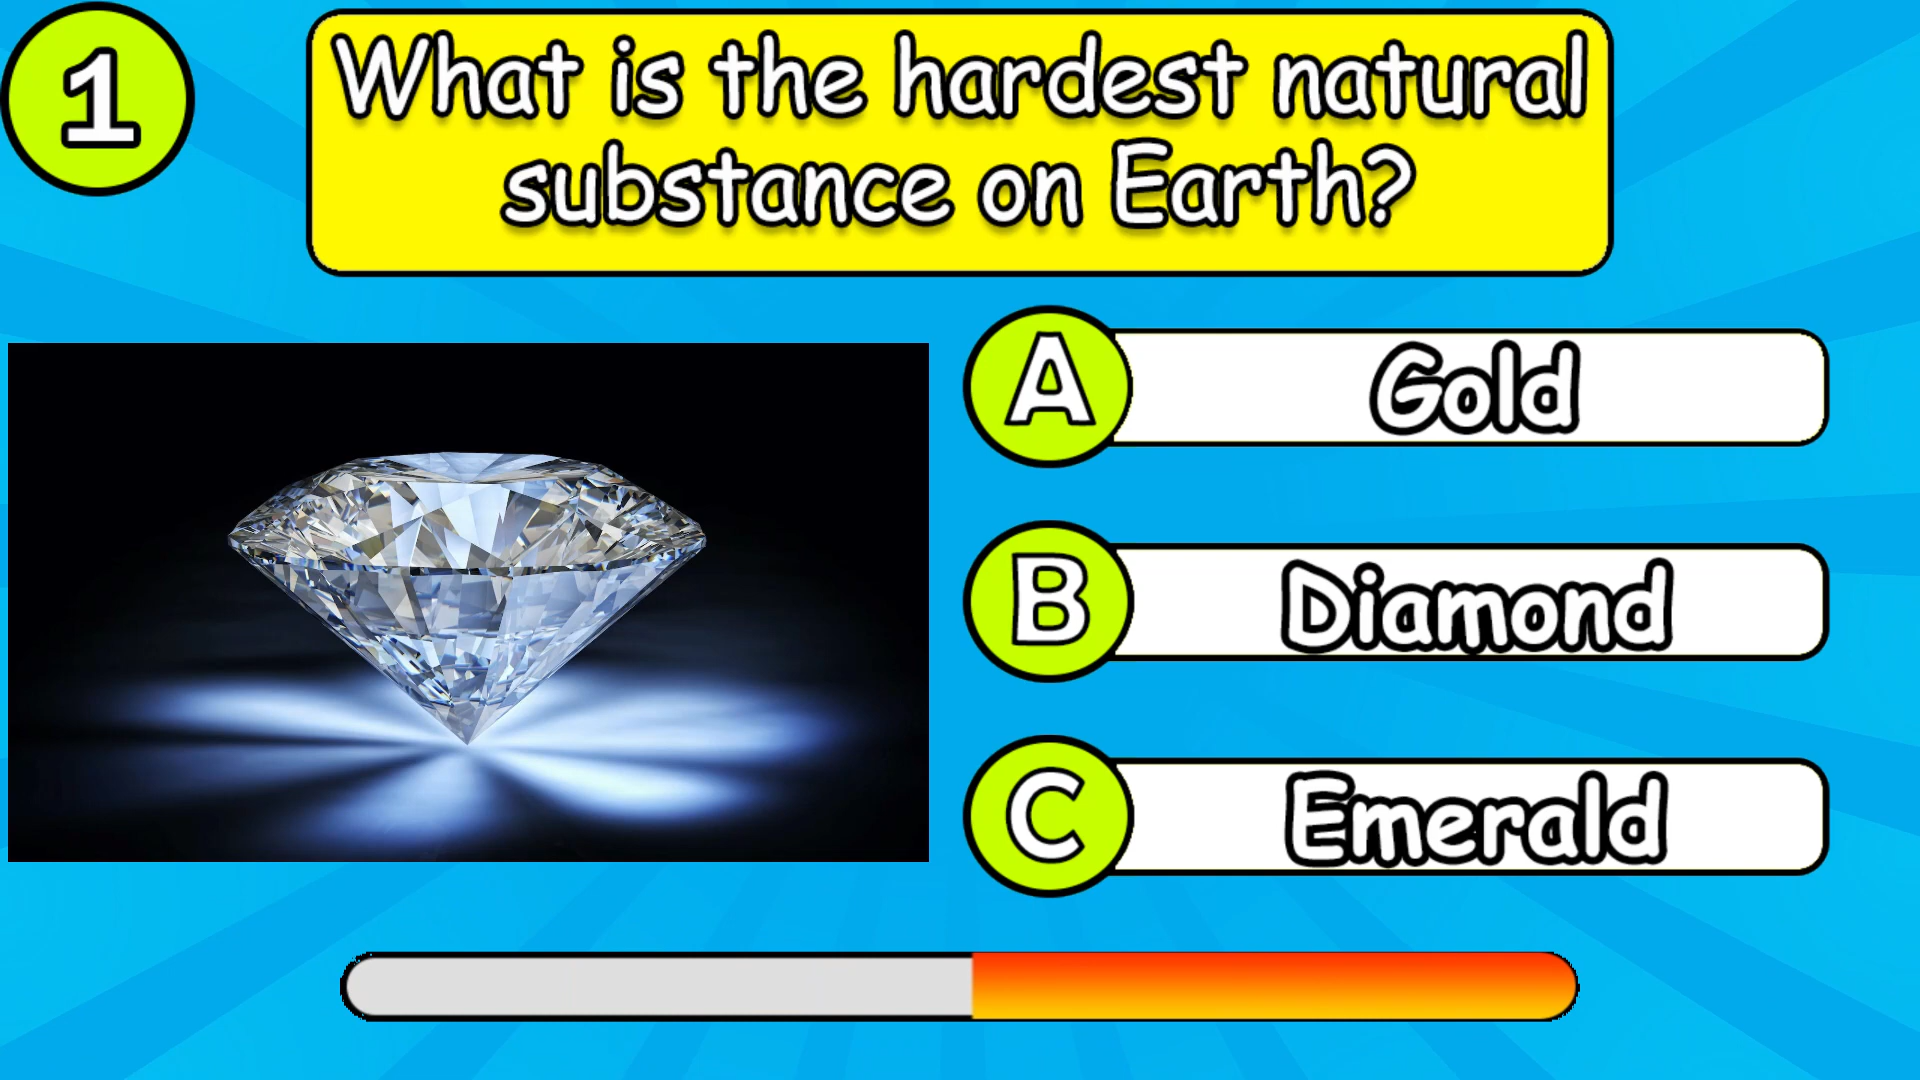 1
What is the hardest natural
substance on Earth?
A Gold
B Diamond
C Emerald